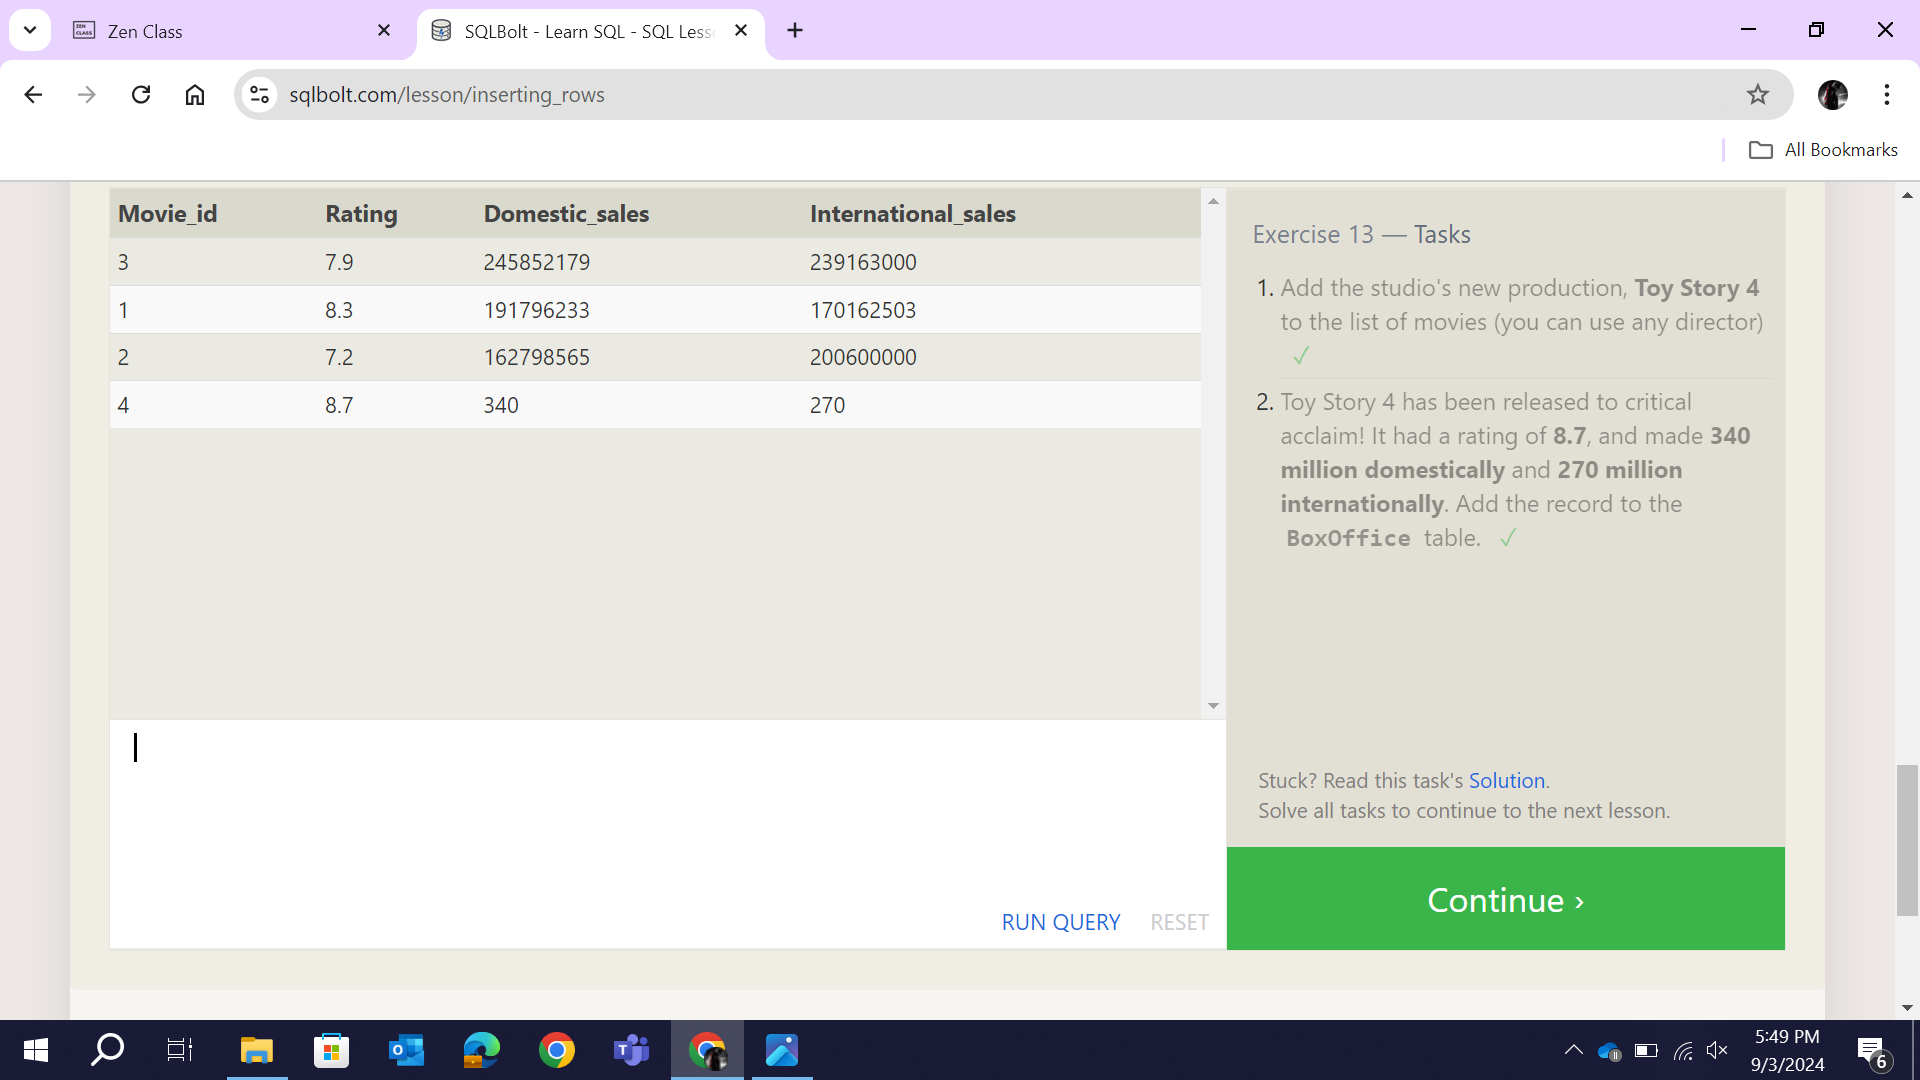 Zen Class
SQLBolt - Learn SQL - SQL Less
sqlbolt.com/lesson/inserting_rows
All Bookmarks
Movie_id Rating Domestic_sales International_sales
3 7.9 245852179 239163000
1 8.3 191796233 170162503
2 7.2 162798565 200600000
4 8.7 340 270
RUN QUERY RESET
Exercise 13 — Tasks
1. Add the studio's new production, Toy Story 4
to the list of movies (you can use any director)
✓
2. Toy Story 4 has been released to critical
acclaim! It had a rating of 8.7, and made 340
million domestically and 270 million
internationally. Add the record to the
BoxOffice table. ✓
Stuck? Read this task's Solution.
Solve all tasks to continue to the next lesson.
Continue ›
5:49 PM
9/3/2024
6